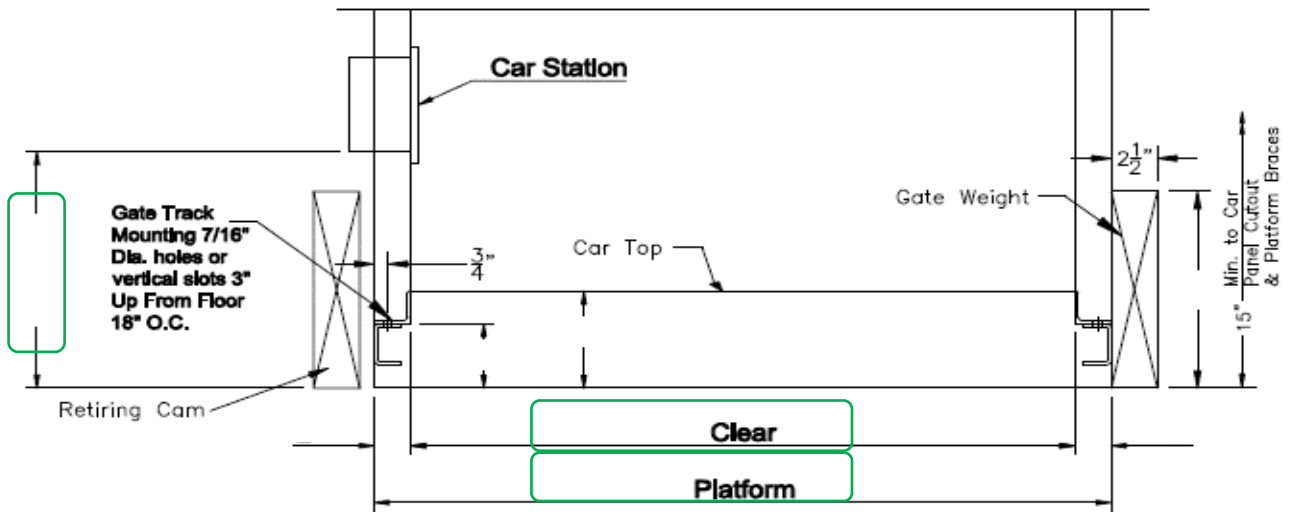 Car Station
2 1/2"
Min. to Car
Panel Cutout
& Platform Braces
15"
Gate Weight
Gate Track
Mounting 7/16"
Dia. holes or
vertical slots 3"
Up From Floor
18" O.C.
3/4"
Car Top
Retiring Cam
Clear
Platform